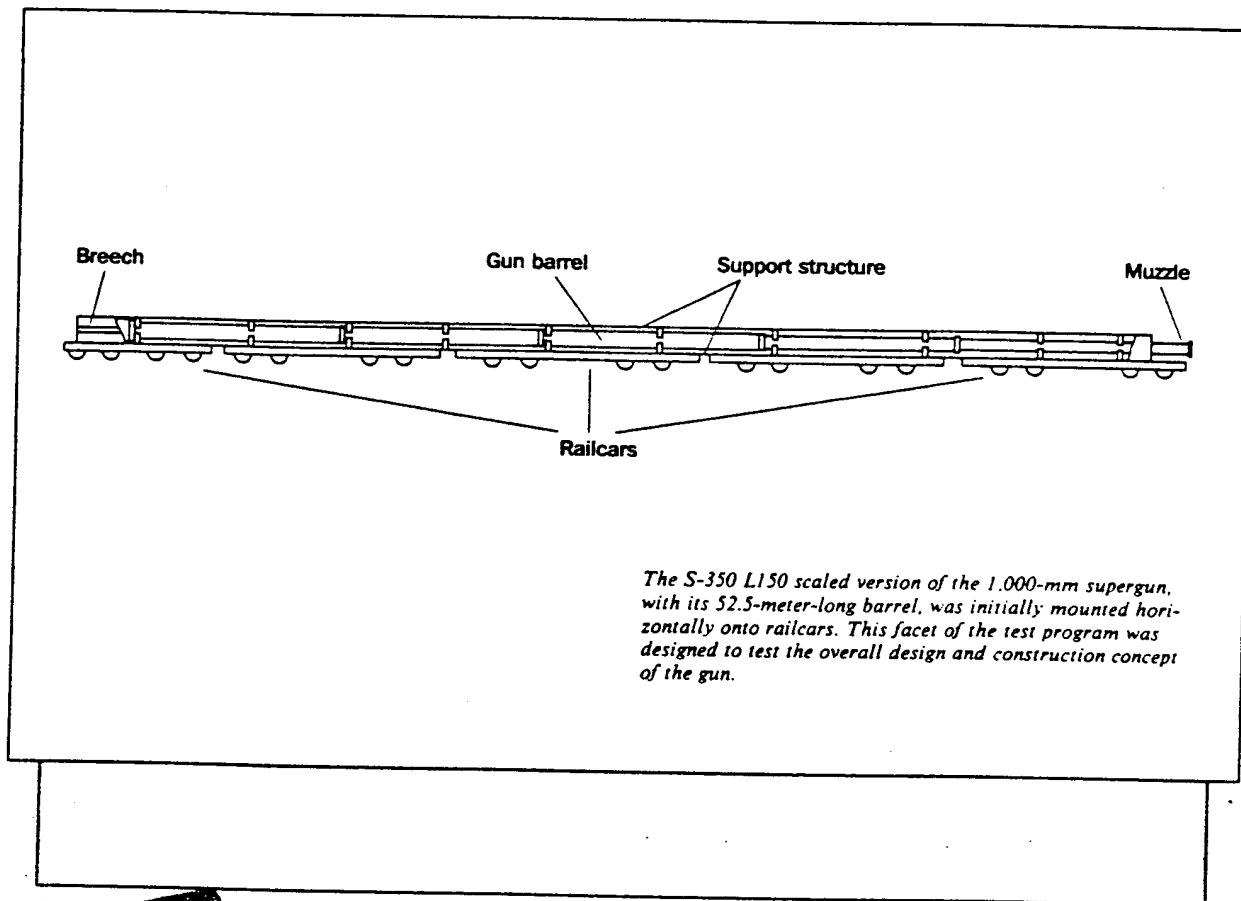 Breech
Gun barrel
Support structure
Muzzle
Railcars
The S-350 L150 scaled version of the 1.000-mm supergun,
with its 52.5-meter-long barrel, was initially mounted hori-
zontally onto railcars. This facet of the test program was
designed to test the overall design and construction concept
of the gun.